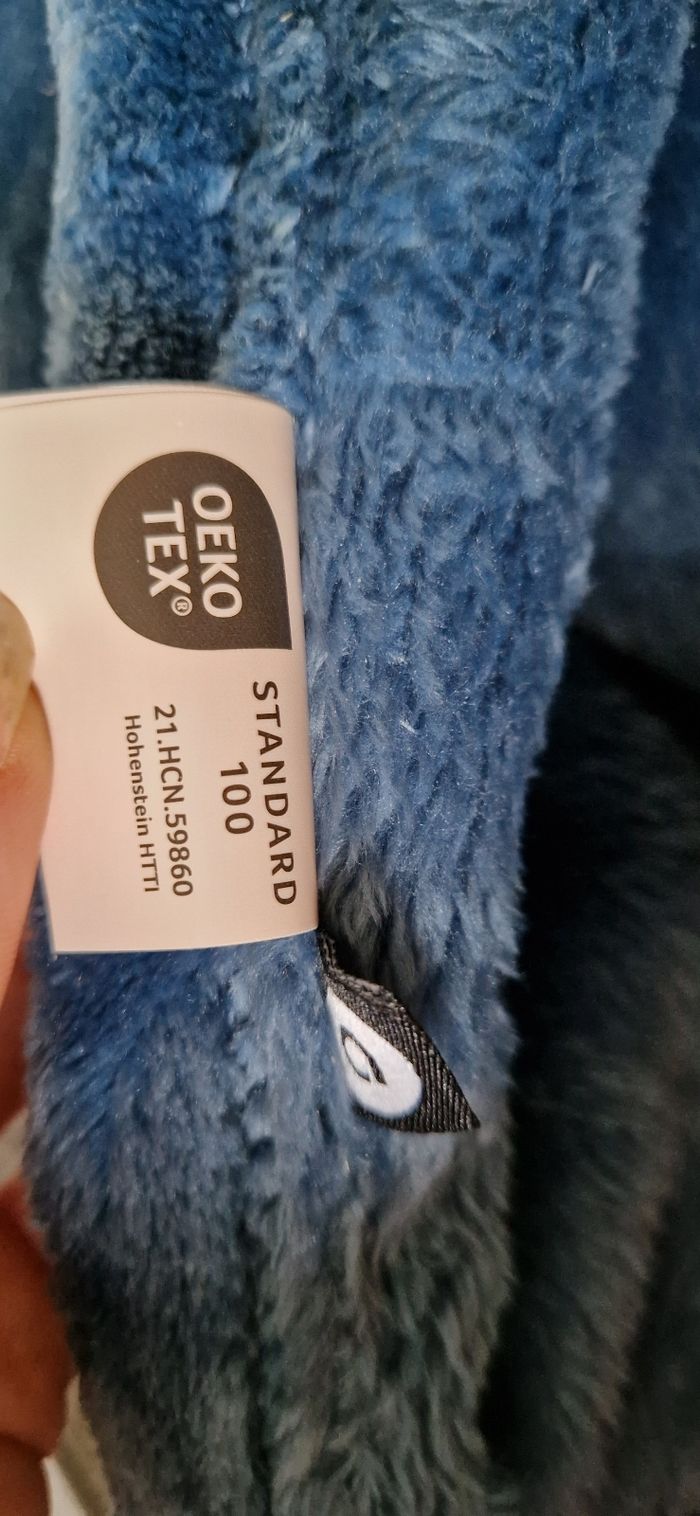 OEKO
TEX®
STANDARD
100
21.HCN.59860
Hohenstein HTTI